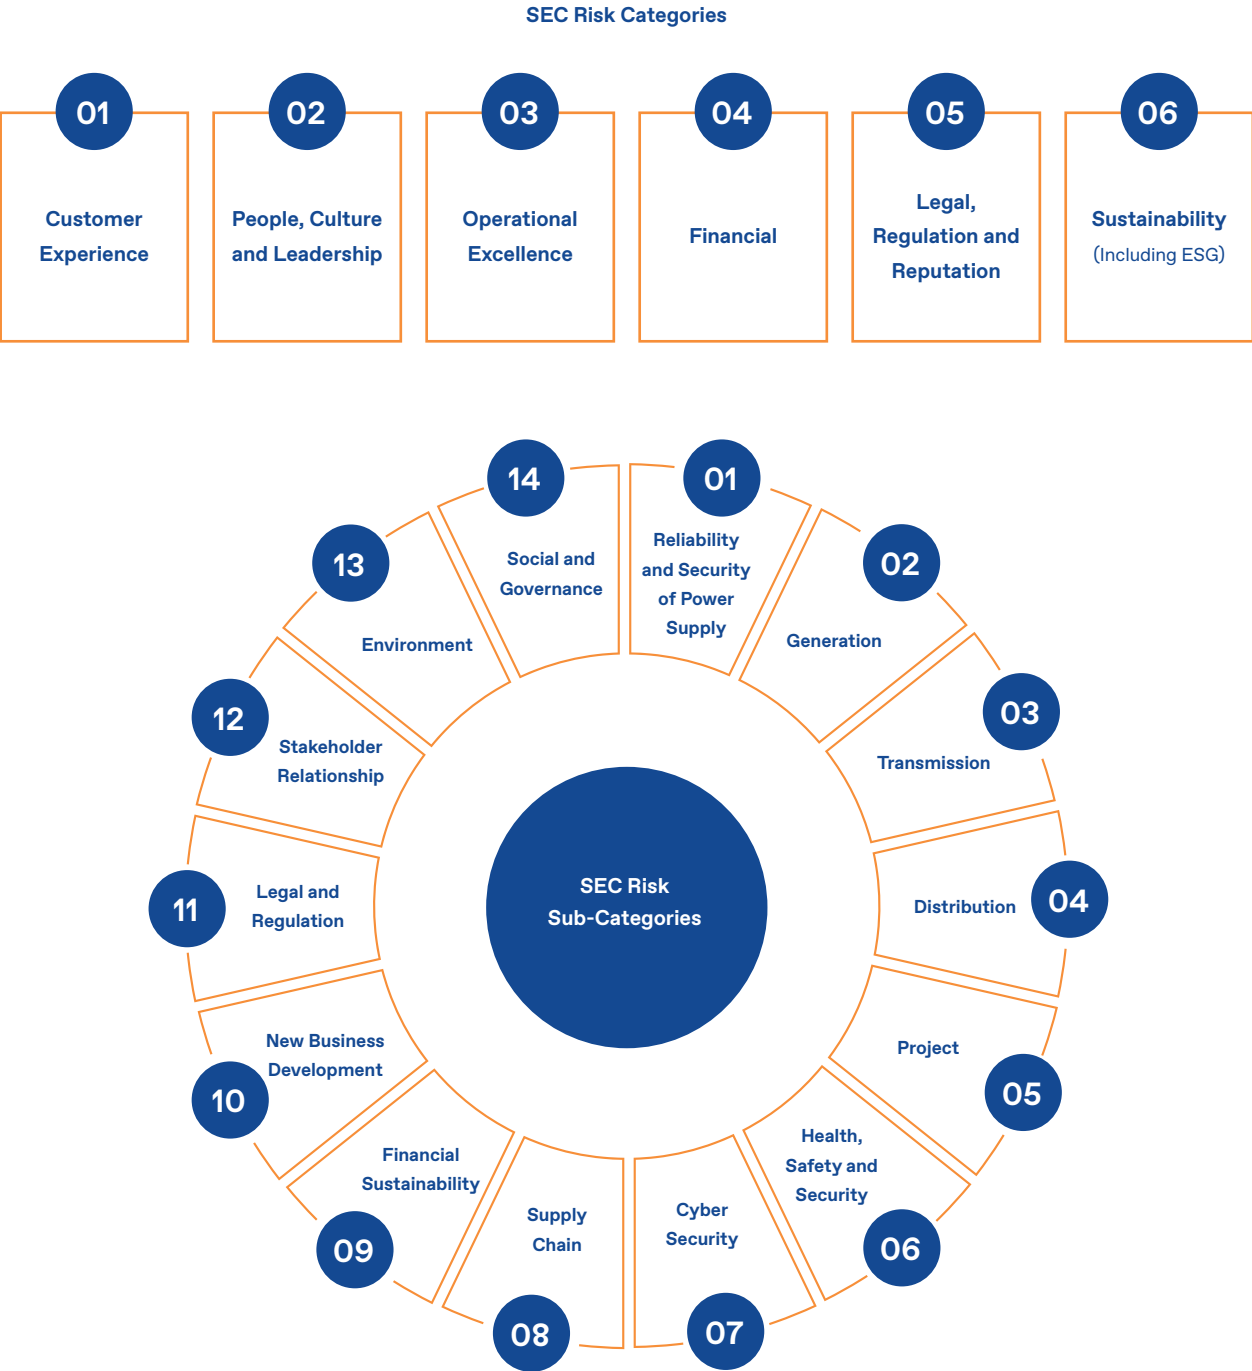 SEC Risk Categories
01
Customer
Experience
02
People, Culture
and Leadership
03
Operational
Excellence
04
Financial
05
Legal,
Regulation and
Reputation
06
Sustainability
(Including ESG)
SEC Risk
Sub-Categories
01
Reliability
and Security
of Power
Supply
02
Generation
03
Transmission
04
Distribution
05
Project
06
Health,
Safety and
Security
07
Cyber
Security
08
Supply
Chain
09
Financial
Sustainability
10
New Business
Development
11
Legal and
Regulation
12
Stakeholder
Relationship
13
Environment
14
Social and
Governance